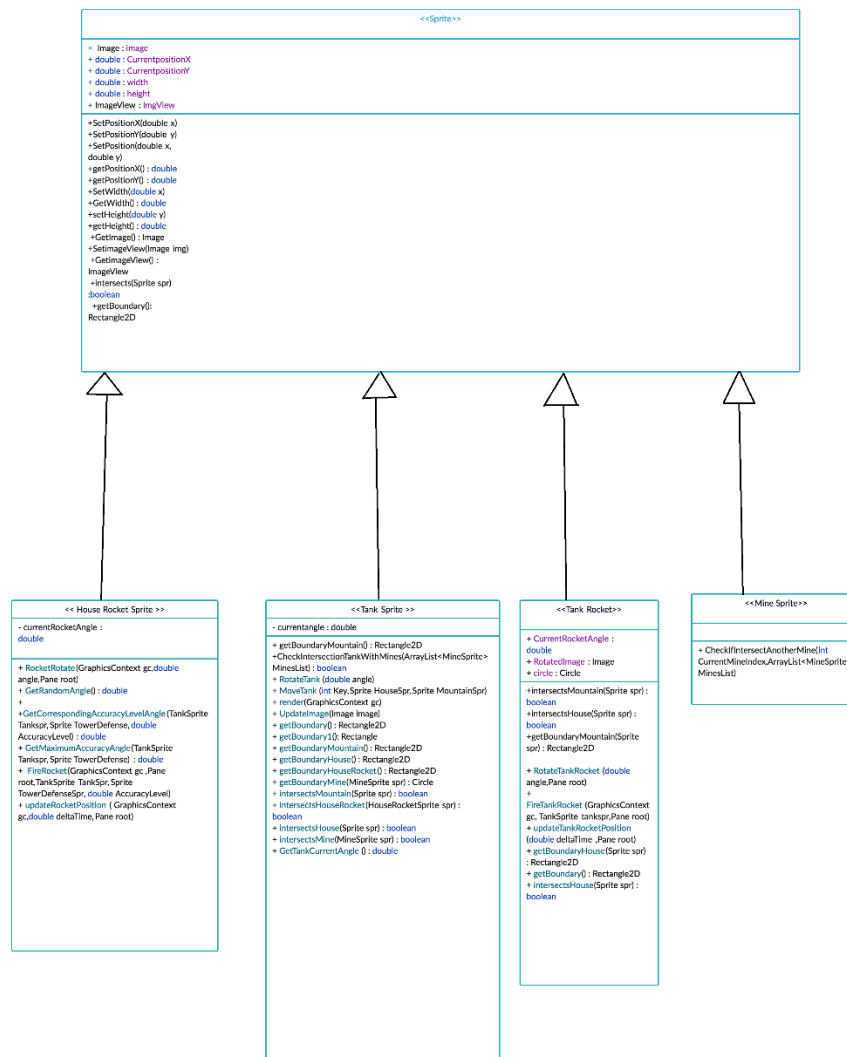 <<Sprite>>
+ Image : image
+ double : CurrentpositionX
+ double : CurrentpositionY
+ double : width
+ double : height
+ ImageView : ImgView
+SetPositionX(double x)
+SetPositionY(double y)
+SetPosition(double x,
double y)
+getPositionX() : double
+getPositionY() : double
+SetWidth(double x)
+GetWidth() : double
+setHeight(double y)
+getHeight() : double
+GetImage() : Image
+SetimageView(Image img)
+GetimageView() :
ImageView
+intersects(Sprite spr)
:boolean
+getBoundary():
Rectangle2D
<< House Rocket Sprite >>
- currentRocketAngle :
double
+ RocketRotate(GraphicsContext gc,double
angle,Pane root)
+ GetRandomAngle() : double
+
+GetCorrespondingAccuracyLevelAngle(TankSprite
Tankspr, Sprite TowerDefense, double
AccuracyLevel) : double
+ GetMaximumAccuracyAngle(TankSprite
Tankspr, Sprite TowerDefense) : double
+ FireRocket(GraphicsContext gc ,Pane
root,TankSprite TankSpr, Sprite
TowerDefenseSpr, double AccuracyLevel)
+ updateRocketPosition ( GraphicsContext
gc,double deltaTime, Pane root)
<<Tank Sprite >>
- currentangle : double
+ getBoundaryMountain() : Rectangle2D
+CheckIntersectionTankWithMines(ArrayList<MineSprite>
MinesList) : boolean
+ RotateTank (double angle)
+ MoveTank (int Key,Sprite HouseSpr,Sprite MountainSpr)
+ render(GraphicsContext gc)
+ UpdateImage(Image image)
+ getBoundary() : Rectangle2D
+ getBoundary1(): Rectangle
+ getBoundaryMountain() : Rectangle2D
+ getBoundaryHouse() : Rectangle2D
+ getBoundaryHouseRocket() : Rectangle2D
+ getBoundaryMine(MineSprite spr) : Circle
+ intersectsMountain(Sprite spr) : boolean
+ IntersectsHouseRocket(HouseRocketSprite spr) :
boolean
+ intersectsHouse(Sprite spr) : boolean
+ intersectsMine(MineSprite spr) : boolean
+ GetTankCurrentAngle () : double
<<Tank Rocket>>
+ CurrentRocketAngle :
double
+ RotatedImage : Image
+ circle : Circle
+intersectsMountain(Sprite spr) :
boolean
+intersectsHouse(Sprite spr) :
boolean
+getBoundaryMountain(Sprite
spr) : Rectangle2D
+ RotateTankRocket (double
angle,Pane root)
+
FireTankRocket (GraphicsContext
gc, TankSprite tankspr,Pane root)
+ updateTankRocketPosition
(double deltaTime ,Pane root)
+ getBoundaryHouse(Sprite spr)
: Rectangle2D
+ getBoundary() : Rectangle2D
+ intersectsHouse(Sprite spr) :
boolean
<<Mine Sprite>>
+ CheckIfIntersectAnotherMine(int
CurrentMineIndex,ArrayList<MineSprite
MinesList)